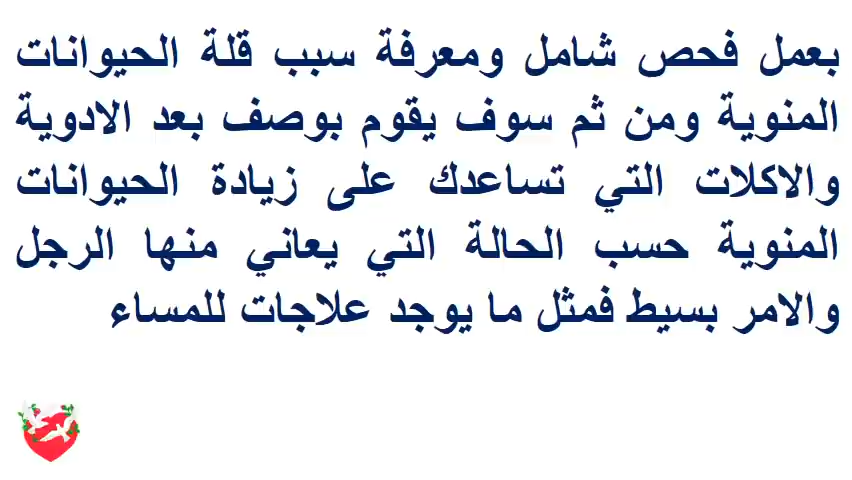 بعمل فحص شامل ومعرفة سبب قلة الحيوانات
المنوية ومن ثم سوف يقوم بوصف بعد الادوية
والاكلات التي تساعدك على زيادة الحيوانات
المنوية حسب الحالة التي يعاني منها الرجل
والامر بسيط فمثل ما يوجد علاجات للمساء